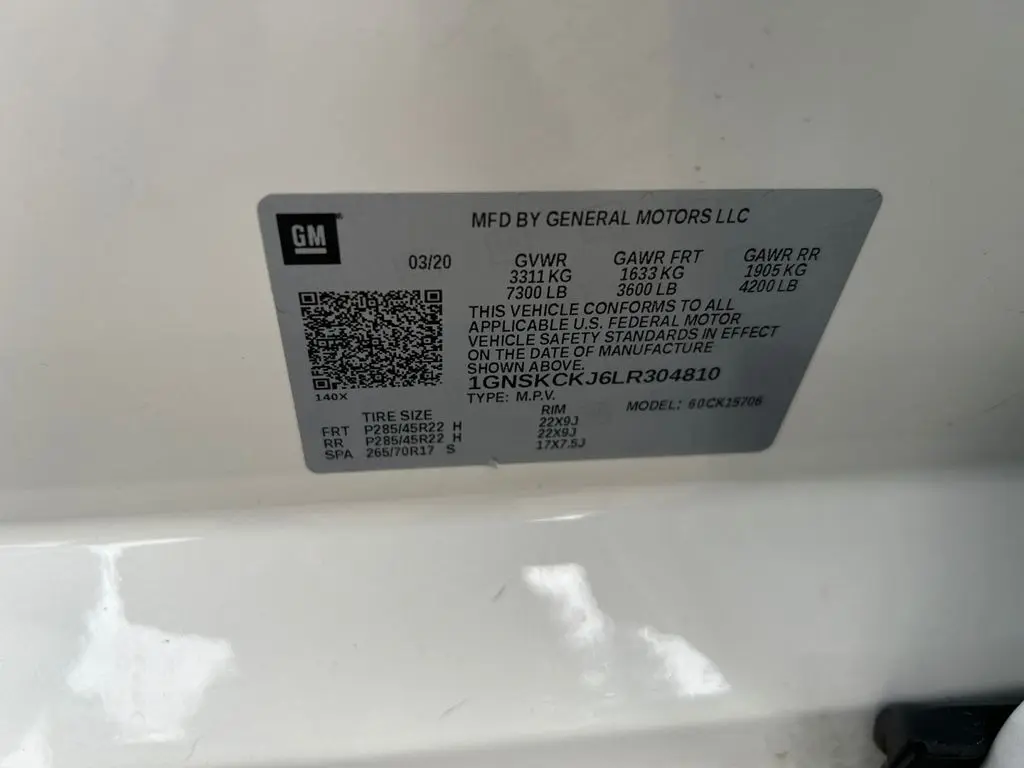 GM
MFD BY GENERAL MOTORS LLC
03/20
GVWR GAWR FRT GAWR RR
3311 KG 1633 KG 1905 KG
7300 LB 3600 LB 4200 LB
THIS VEHICLE CONFORMS TO ALL
APPLICABLE U.S. FEDERAL MOTOR
VEHICLE SAFETY STANDARDS IN EFFECT
ON THE DATE OF MANUFACTURE
SHOWN ABOVE.
1GNSKCKJ6LR304810
140X
TYPE: M.P.V. MODEL: 60CK15706
TIRE SIZE RIM
FRT P285/45R22 H 22X9J
RR P285/45R22 H 22X9J
SPA 265/70R17 S 17X7.5J